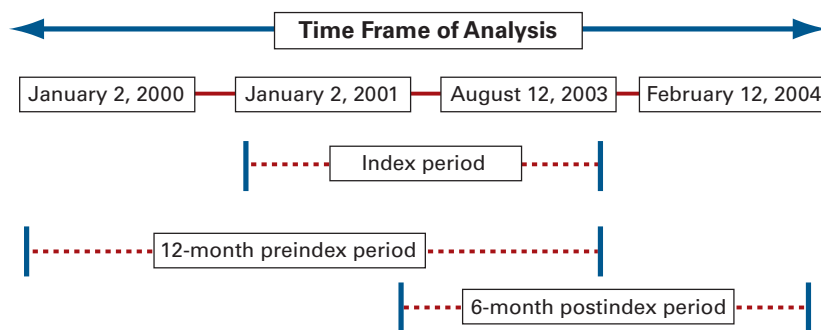 Time Frame of Analysis
January 2, 2000 January 2, 2001 August 12, 2003 February 12, 2004
Index period
12-month preindex period
6-month postindex period